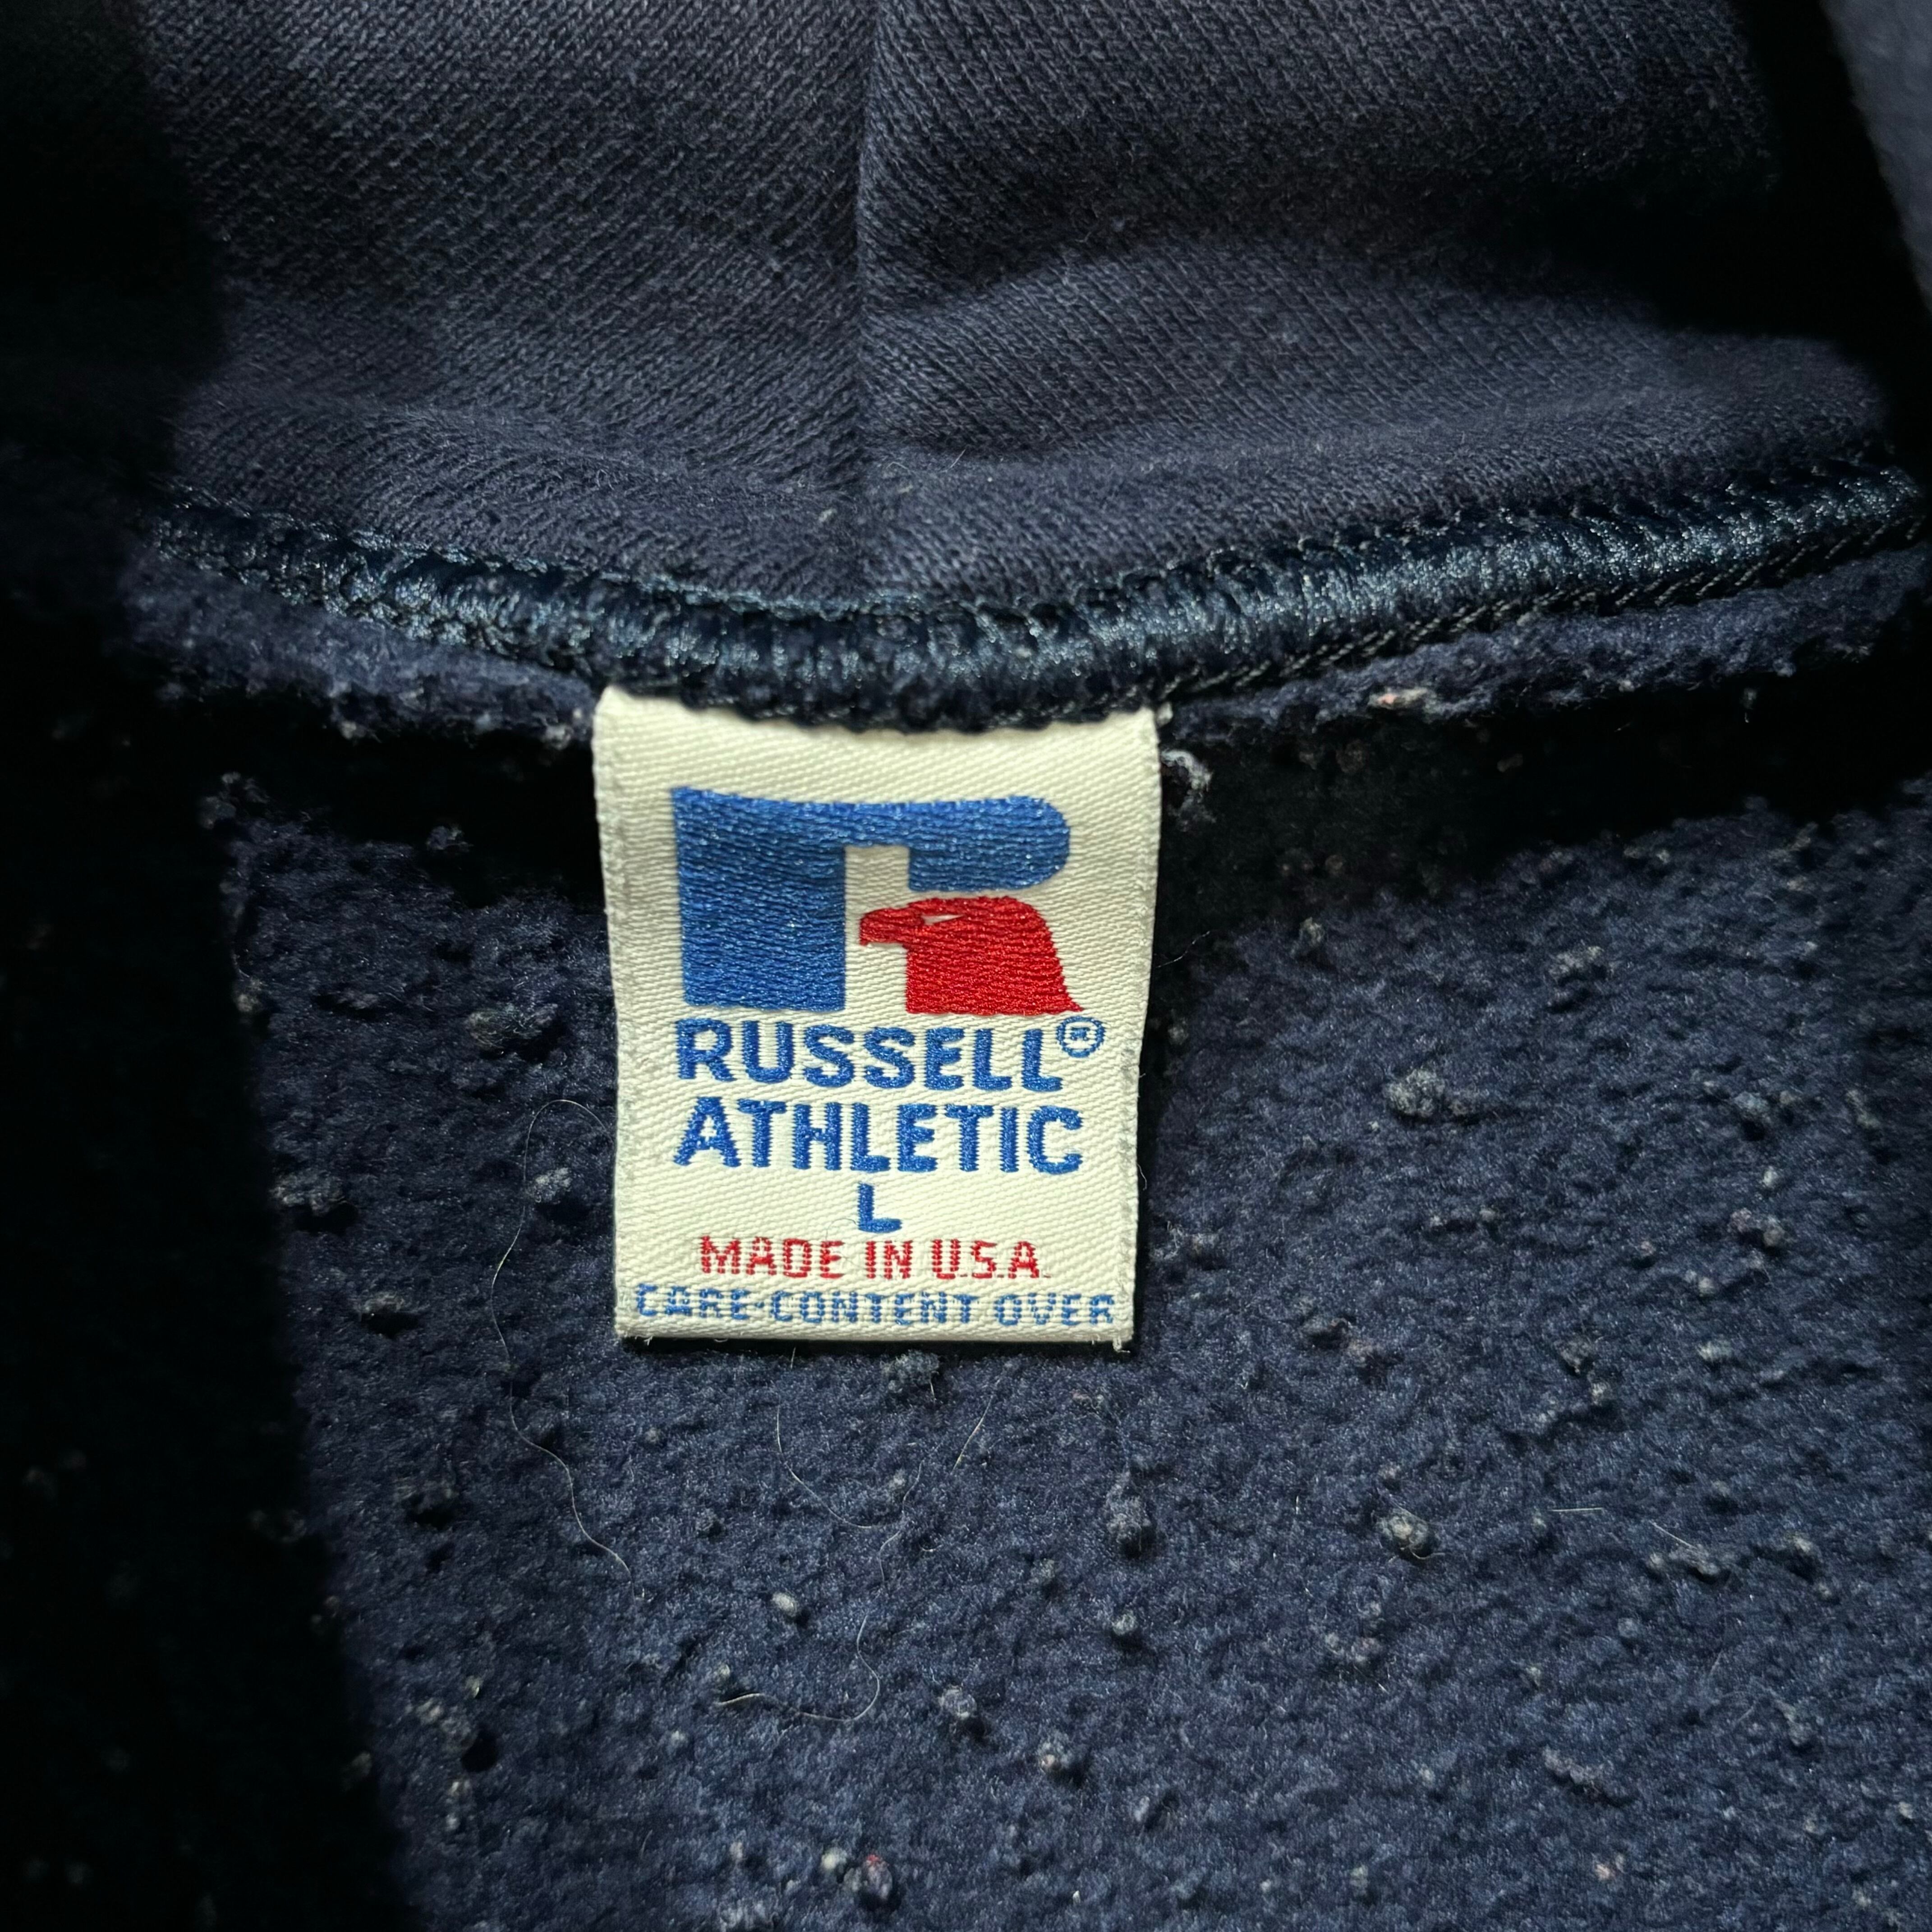 RUSSELL®
ATHLETIC
L
MADE IN U.S.A.
CARE-CONTENT OVER